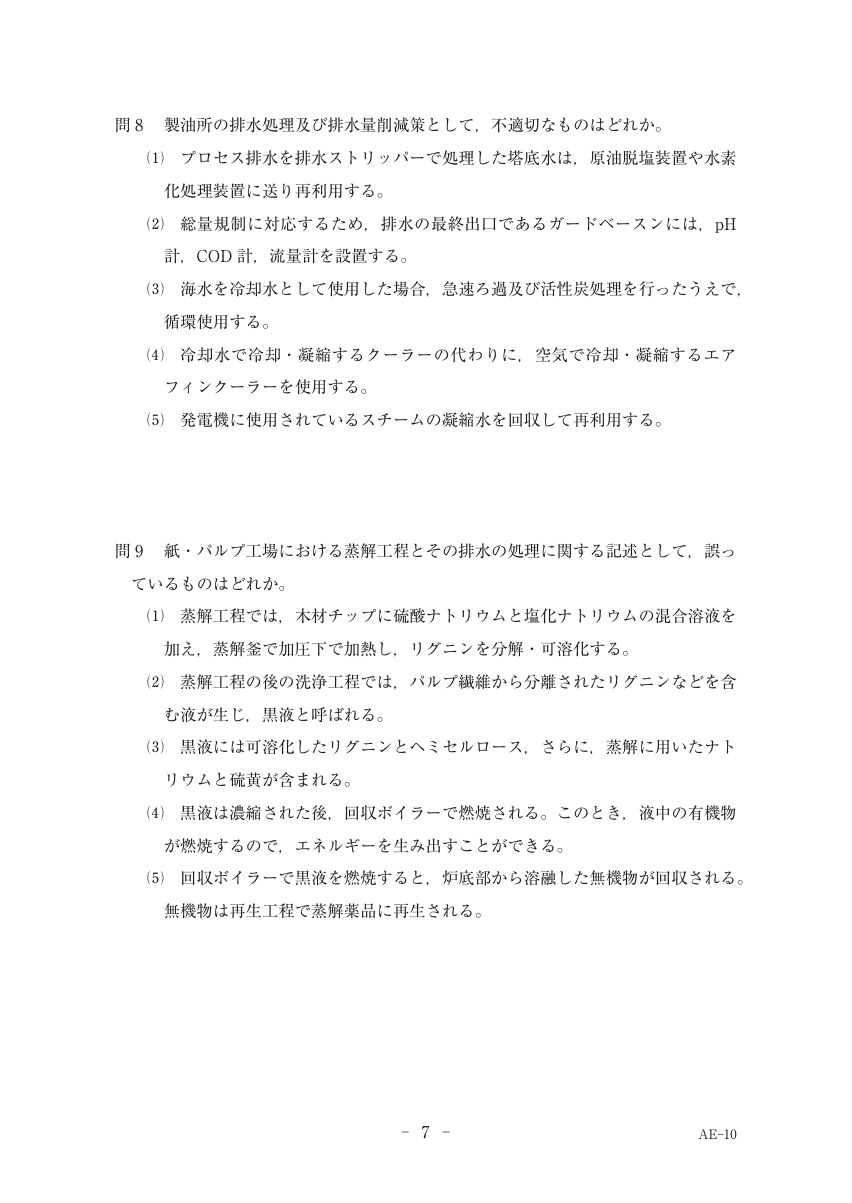 問８　製油所の排水処理及び排水量削減策として，不適切なものはどれか。
⑴　プロセス排水を排水ストリッパーで処理した塔底水は，原油脱塩装置や水素
化処理装置に送り再利用する。
⑵　総量規制に対応するため，排水の最終出口であるガードベースンには，pH
計，COD 計，流量計を設置する。
⑶　海水を冷却水として使用した場合，急速ろ過及び活性炭処理を行ったうえで，
循環使用する。
⑷　冷却水で冷却・凝縮するクーラーの代わりに，空気で冷却・凝縮するエア
フィンクーラーを使用する。
⑸　発電機に使用されているスチームの凝縮水を回収して再利用する。
問９　紙・パルプ工場における蒸解工程とその排水の処理に関する記述として，誤っ
ているものはどれか。
⑴　蒸解工程では，木材チップに硫酸ナトリウムと塩化ナトリウムの混合溶液を
加え，蒸解釜で加圧下で加熱し，リグニンを分解・可溶化する。
⑵　蒸解工程の後の洗浄工程では，パルプ繊維から分離されたリグニンなどを含
む液が生じ，黒液と呼ばれる。
⑶　黒液には可溶化したリグニンとヘミセルロース，さらに，蒸解に用いたナト
リウムと硫黄が含まれる。
⑷　黒液は濃縮された後，回収ボイラーで燃焼される。このとき，液中の有機物
が燃焼するので，エネルギーを生み出すことができる。
⑸　回収ボイラーで黒液を燃焼すると，炉底部から溶融した無機物が回収される。
無機物は再生工程で蒸解薬品に再生される。
－ 7 －
AE−10